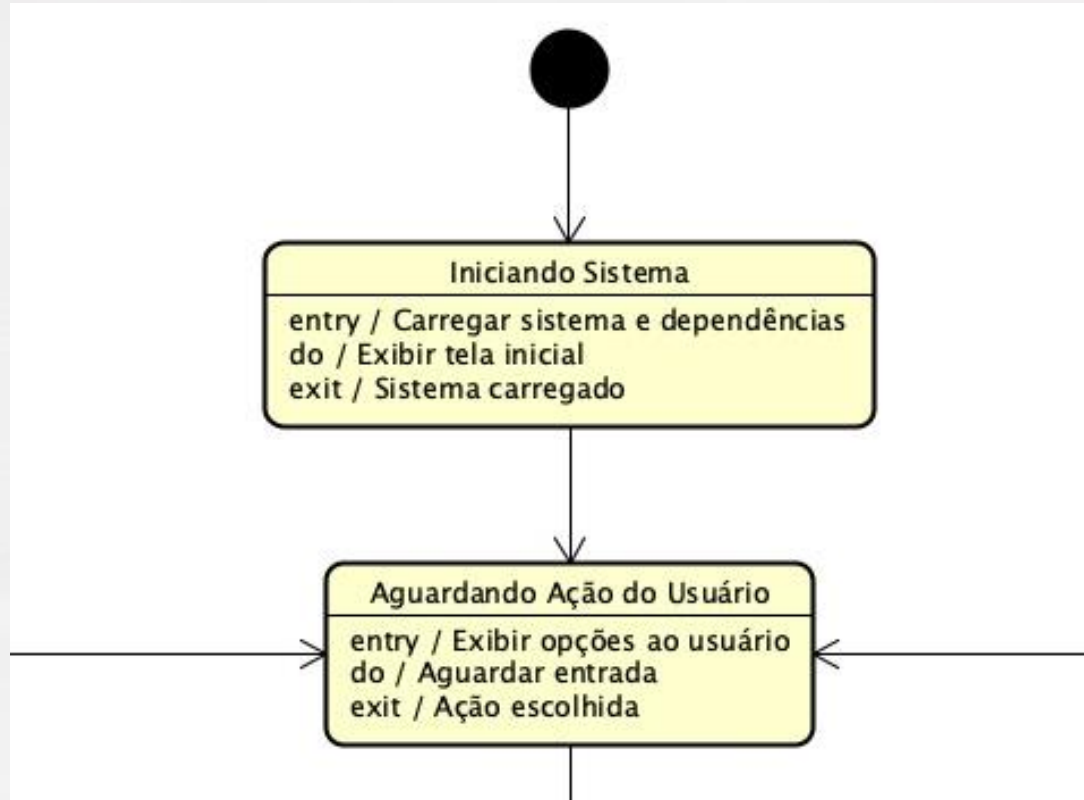 Iniciando Sistema
entry / Carregar sistema e dependências
do / Exibir tela inicial
exit / Sistema carregado
Aguardando Ação do Usuário
entry / Exibir opções ao usuário
do / Aguardar entrada
exit / Ação escolhida